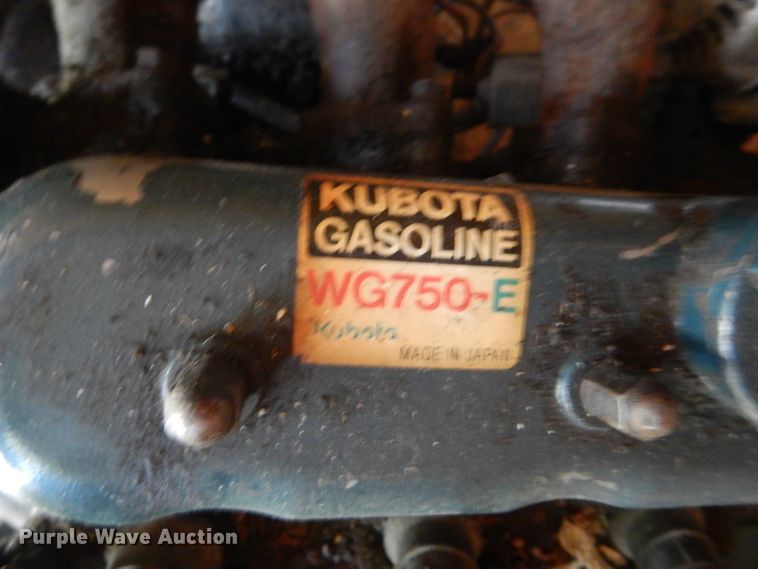 KUBOTA
GASOLINE
WG750-E
Kubota
MADE IN JAPAN
Purple Wave Auction